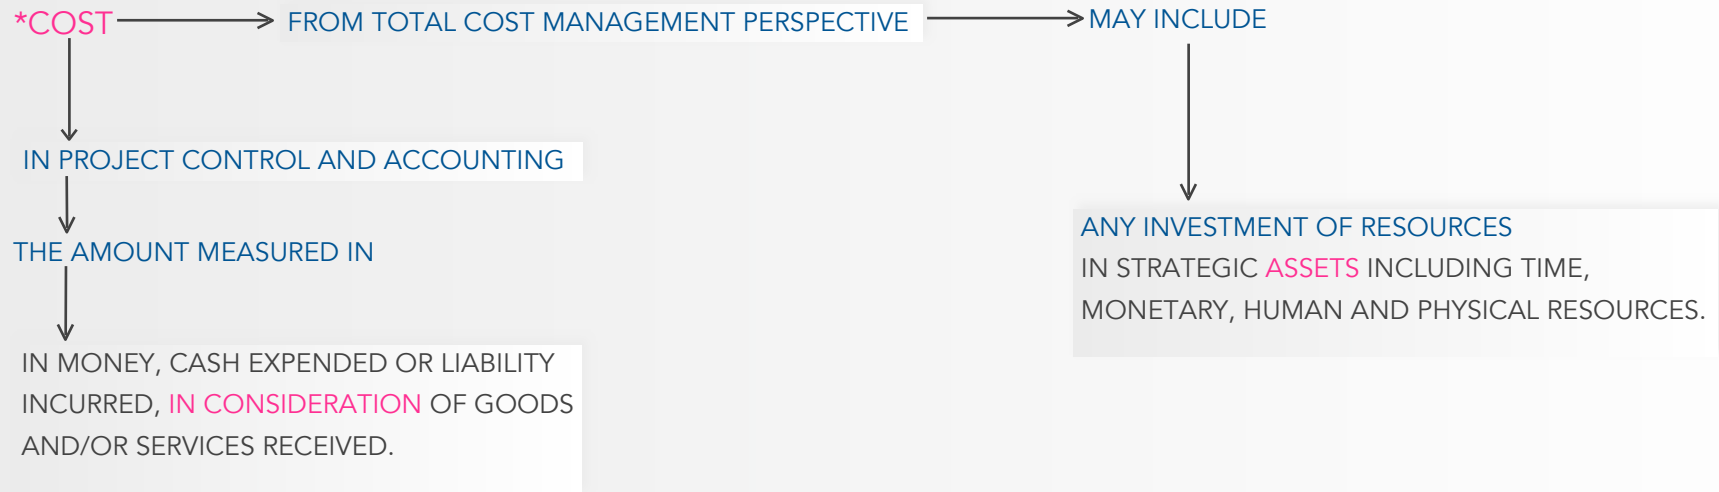 *COST
FROM TOTAL COST MANAGEMENT PERSPECTIVE
MAY INCLUDE
IN PROJECT CONTROL AND ACCOUNTING
THE AMOUNT MEASURED IN
IN MONEY, CASH EXPENDED OR LIABILITY
INCURRED, IN CONSIDERATION OF GOODS
AND/OR SERVICES RECEIVED.
ANY INVESTMENT OF RESOURCES
IN STRATEGIC ASSETS INCLUDING TIME,
MONETARY, HUMAN AND PHYSICAL RESOURCES.